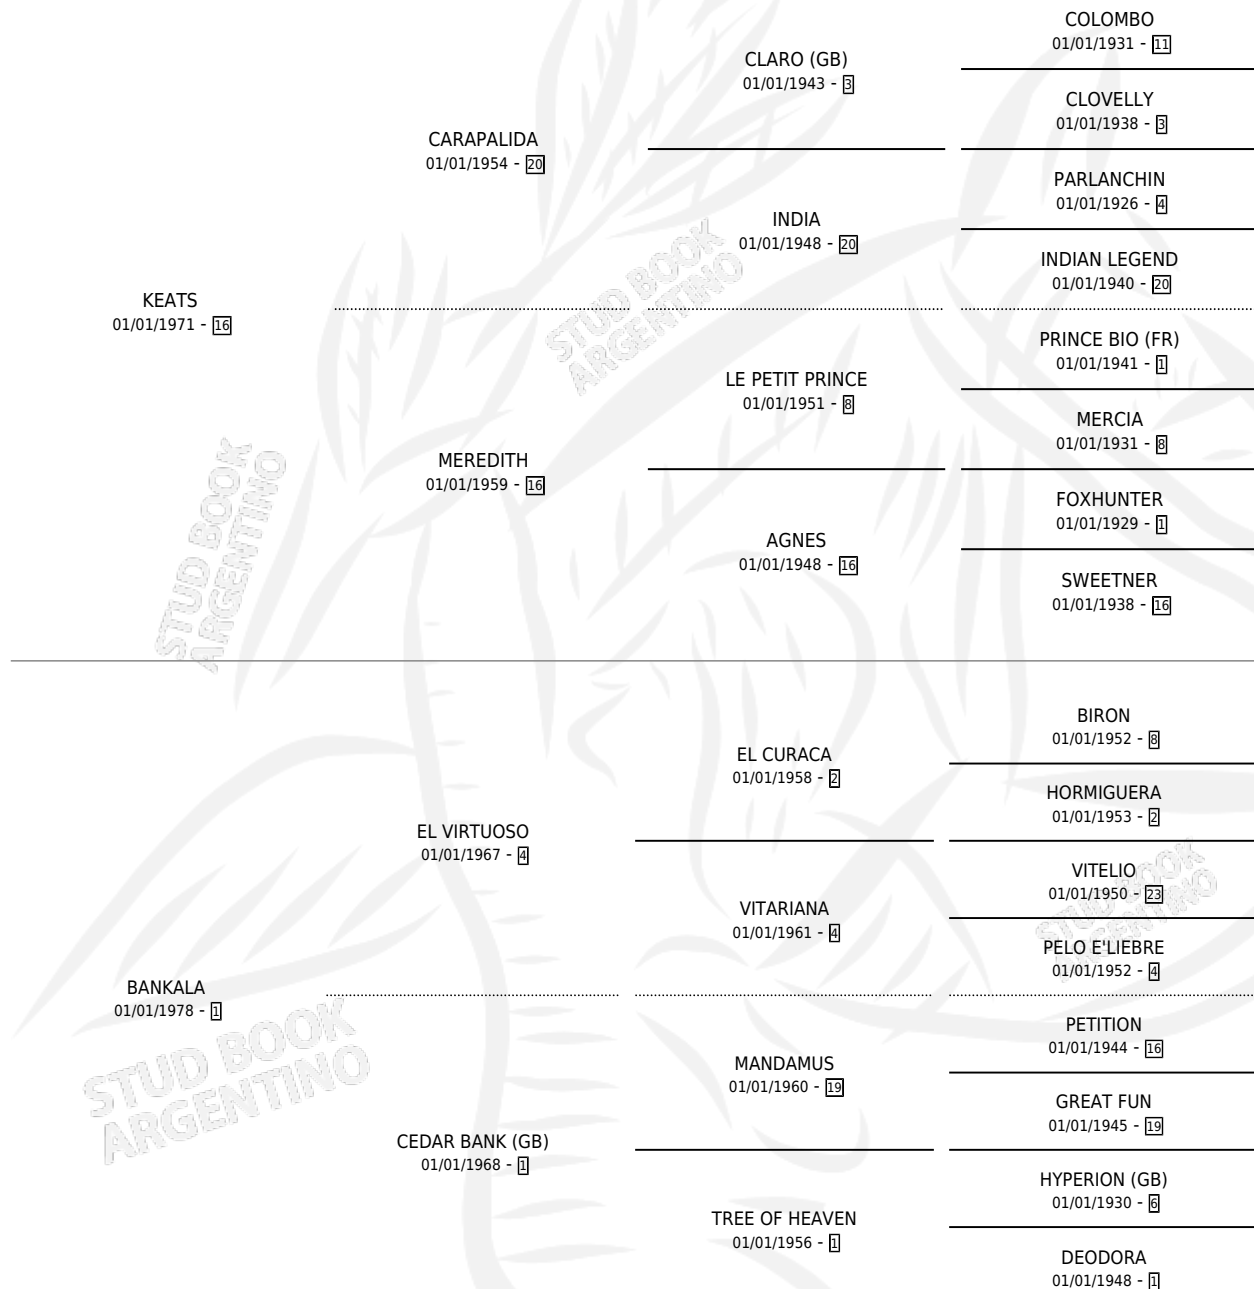 COLOMBO
01/01/1931 - 11
CLARO (GB)
01/01/1943 - 3
CLOVELLY
01/01/1938 - 3
CARAPALIDA
01/01/1954 - 20
PARLANCHIN
01/01/1926 - 4
INDIA
01/01/1948 - 20
INDIAN LEGEND
01/01/1940 - 20
KEATS
01/01/1971 - 16
PRINCE BIO (FR)
01/01/1941 - 1
LE PETIT PRINCE
01/01/1951 - 8
MERCIA
01/01/1931 - 8
MEREDITH
01/01/1959 - 16
FOXHUNTER
01/01/1929 - 1
AGNES
01/01/1948 - 16
SWEETNER
01/01/1938 - 16
BIRON
01/01/1952 - 8
EL CURACA
01/01/1958 - 2
HORMIGUERA
01/01/1953 - 2
EL VIRTUOSO
01/01/1967 - 4
VITELIO
01/01/1950 - 23
VITARIANA
01/01/1961 - 4
PELO E'LIEBRE
01/01/1952 - 4
BANKALA
01/01/1978 - 1
PETITION
01/01/1944 - 16
MANDAMUS
01/01/1960 - 19
GREAT FUN
01/01/1945 - 19
CEDAR BANK (GB)
01/01/1968 - 1
HYPERION (GB)
01/01/1930 - 6
TREE OF HEAVEN
01/01/1956 - 1
DEODORA
01/01/1948 - 1
STUD BOOK
ARGENTINO
STUD BOOK
ARGENTINO
STUD BOOK
ARGENTINO
STUD BOOK
ARGENTINO